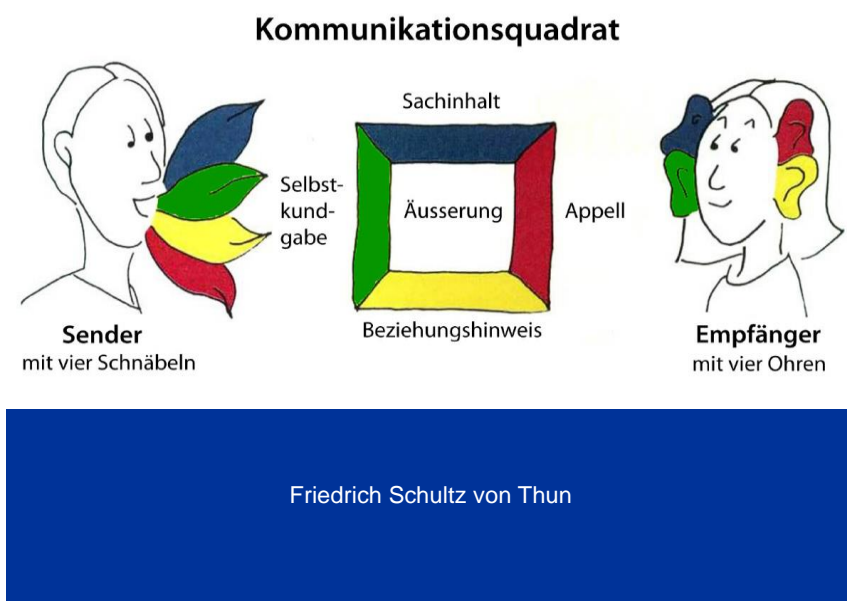 Kommunikationsquadrat
Sachinhalt
Selbst-
kund-
gabe
Äusserung
Appell
Beziehungshinweis
Sender
mit vier Schnäbeln
Empfänger
mit vier Ohren
Friedrich Schultz von Thun